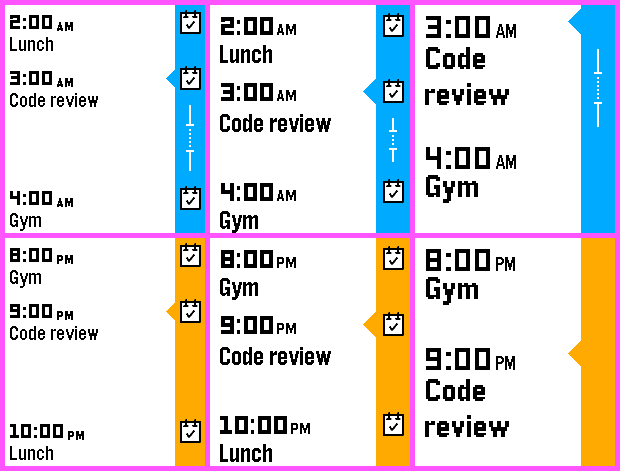 2:00 AM
Lunch
3:00 AM
Code review
4:00 AM
Gym
2:00 AM
Lunch
3:00 AM
Code review
4:00 AM
Gym
3:00 AM
Code
review
4:00 AM
Gym
8:00 PM
Gym
9:00 PM
Code review
10:00 PM
Lunch
8:00 PM
Gym
9:00 PM
Code review
10:00 PM
Lunch
8:00 PM
Gym
9:00 PM
Code
review